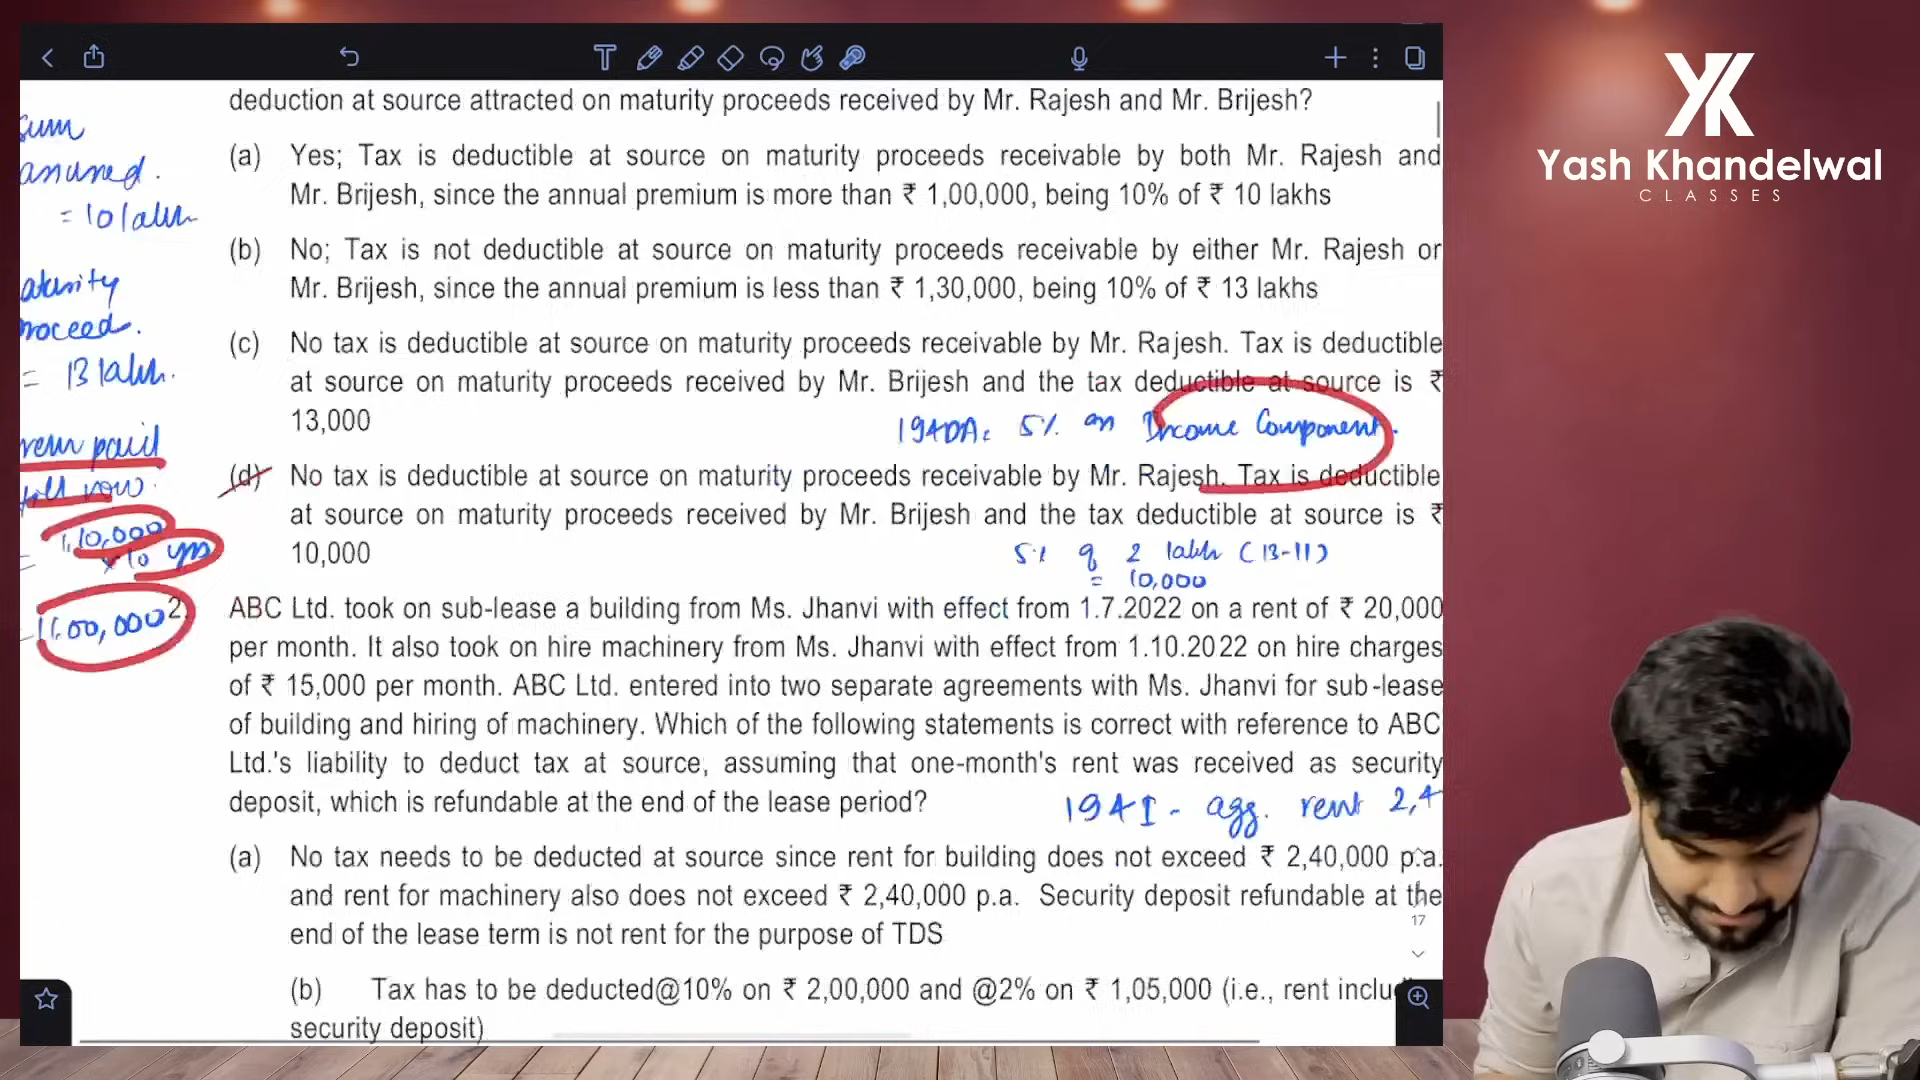 deduction at source attracted on maturity proceeds received by Mr. Rajesh and Mr. Brijesh?
(a) Yes; Tax is deductible at source on maturity proceeds receivable by both Mr. Rajesh and
Mr. Brijesh, since the annual premium is more than ₹ 1,00,000, being 10% of ₹ 10 lakhs
(b) No; Tax is not deductible at source on maturity proceeds receivable by either Mr. Rajesh or
Mr. Brijesh, since the annual premium is less than ₹ 1,30,000, being 10% of ₹ 13 lakhs
(c) No tax is deductible at source on maturity proceeds receivable by Mr. Rajesh. Tax is deductible
at source on maturity proceeds received by Mr. Brijesh and the tax deductible at source is ₹
13,000
194DA: 5% on Income Component.
(d) No tax is deductible at source on maturity proceeds receivable by Mr. Rajesh. Tax is deductible
at source on maturity proceeds received by Mr. Brijesh and the tax deductible at source is ₹
10,000
5% of 2 lakh (13-11)
= 10,000
sum
assured.
= 10 lakh
aturity
roceed.
= 13 lakh.
rem paid
till now.
= 1,10,000
x 10 yrs
11,00,000
2. ABC Ltd. took on sub-lease a building from Ms. Jhanvi with effect from 1.7.2022 on a rent of ₹ 20,000
per month. It also took on hire machinery from Ms. Jhanvi with effect from 1.10.2022 on hire charges
of ₹ 15,000 per month. ABC Ltd. entered into two separate agreements with Ms. Jhanvi for sub-lease
of building and hiring of machinery. Which of the following statements is correct with reference to ABC
Ltd.'s liability to deduct tax at source, assuming that one-month's rent was received as security
deposit, which is refundable at the end of the lease period?
194I - agg. rent 2,4
(a) No tax needs to be deducted at source since rent for building does not exceed ₹ 2,40,000 p.a.
and rent for machinery also does not exceed ₹ 2,40,000 p.a. Security deposit refundable at the
end of the lease term is not rent for the purpose of TDS
(b) Tax has to be deducted@10% on ₹ 2,00,000 and @2% on ₹ 1,05,000 (i.e., rent includ
security deposit)
17
YK
Yash Khandelwal
CLASSES